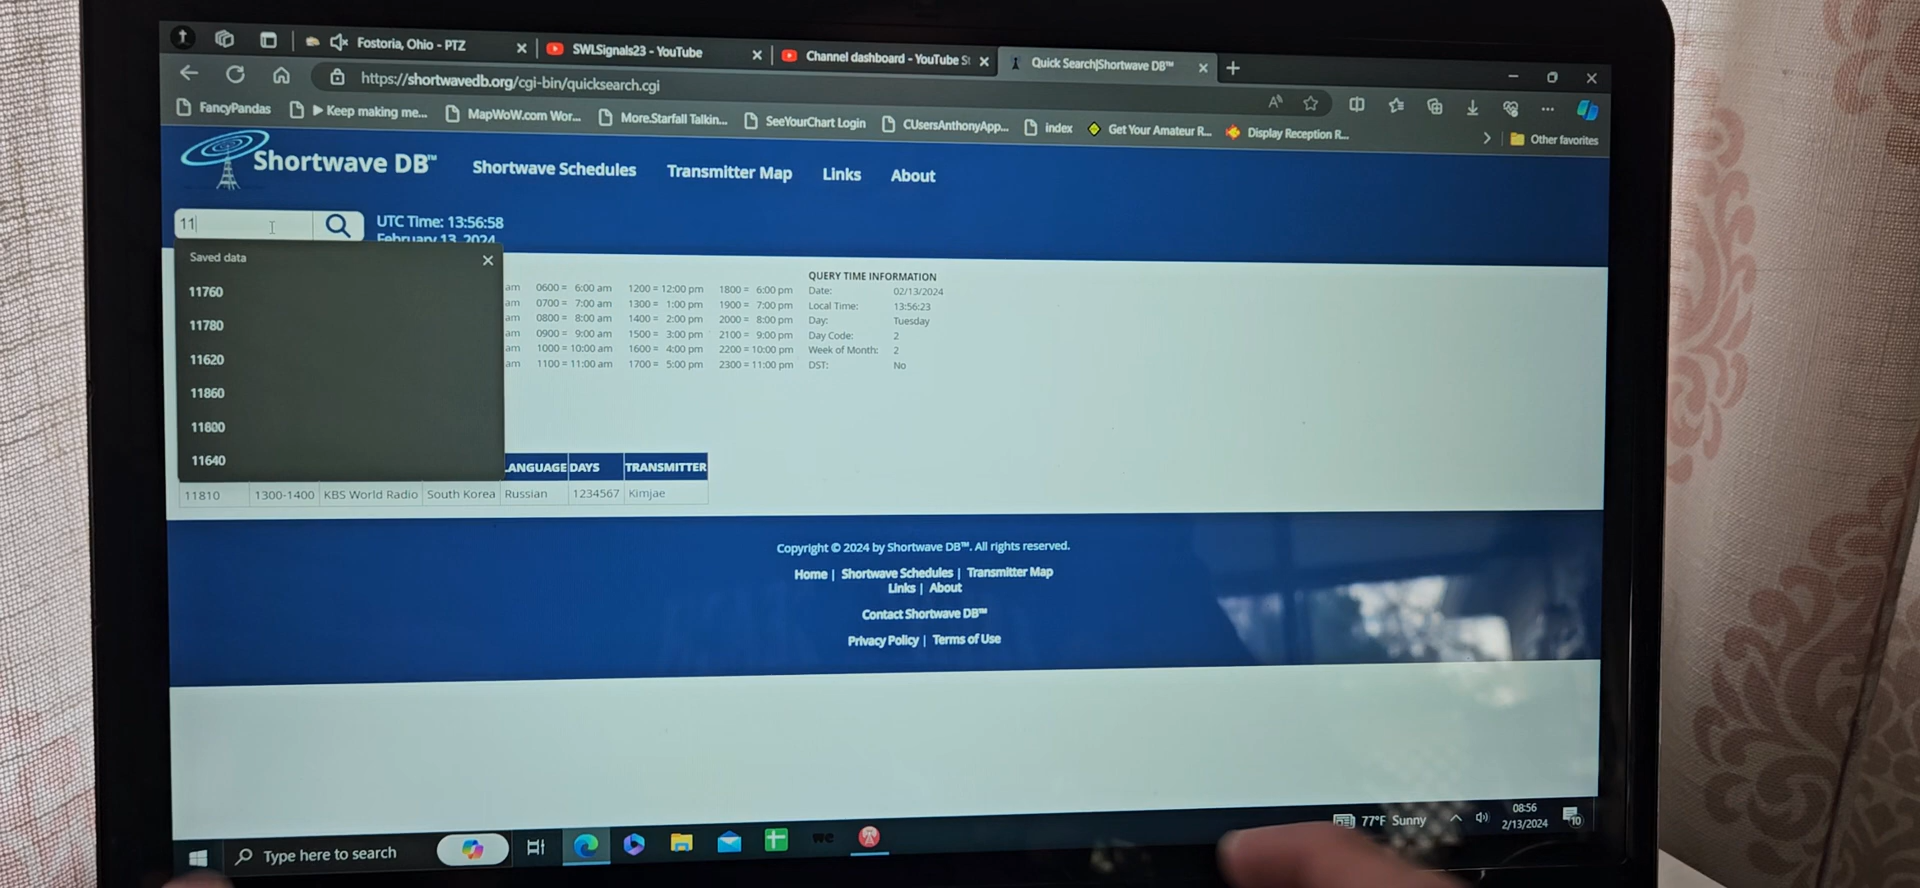 Fostoria, Ohio - PTZ
SWLSignals23 - YouTube
Channel dashboard - YouTube St
Quick Search|Shortwave DB™
https://shortwavedb.org/cgi-bin/quicksearch.cgi
FancyPandas
▶ Keep making me...
MapWoW.com Wor...
More.Starfall Talkin...
SeeYourChart Login
CUsersAnthonyApp...
index
Get Your Amateur R...
Display Reception R...
Other favorites
Shortwave DB™
Shortwave Schedules
Transmitter Map
Links
About
11
UTC Time: 13:56:58
February 13, 2024
Saved data
11760
11780
11620
11860
11800
11640
am 0600 = 6:00 am 1200 = 12:00 pm 1800 = 6:00 pm
am 0700 = 7:00 am 1300 = 1:00 pm 1900 = 7:00 pm
am 0800 = 8:00 am 1400 = 2:00 pm 2000 = 8:00 pm
am 0900 = 9:00 am 1500 = 3:00 pm 2100 = 9:00 pm
am 1000 = 10:00 am 1600 = 4:00 pm 2200 = 10:00 pm
am 1100 = 11:00 am 1700 = 5:00 pm 2300 = 11:00 pm
QUERY TIME INFORMATION
Date: 02/13/2024
Local Time: 13:56:23
Day: Tuesday
Day Code: 2
Week of Month: 2
DST: No
LANGUAGE DAYS TRANSMITTER
11810 1300-1400 KBS World Radio South Korea Russian 1234567 Kimjae
Copyright © 2024 by Shortwave DB™. All rights reserved.
Home | Shortwave Schedules | Transmitter Map
Links | About
Contact Shortwave DB™
Privacy Policy | Terms of Use
Type here to search
we
77°F Sunny
08:56
2/13/2024
10